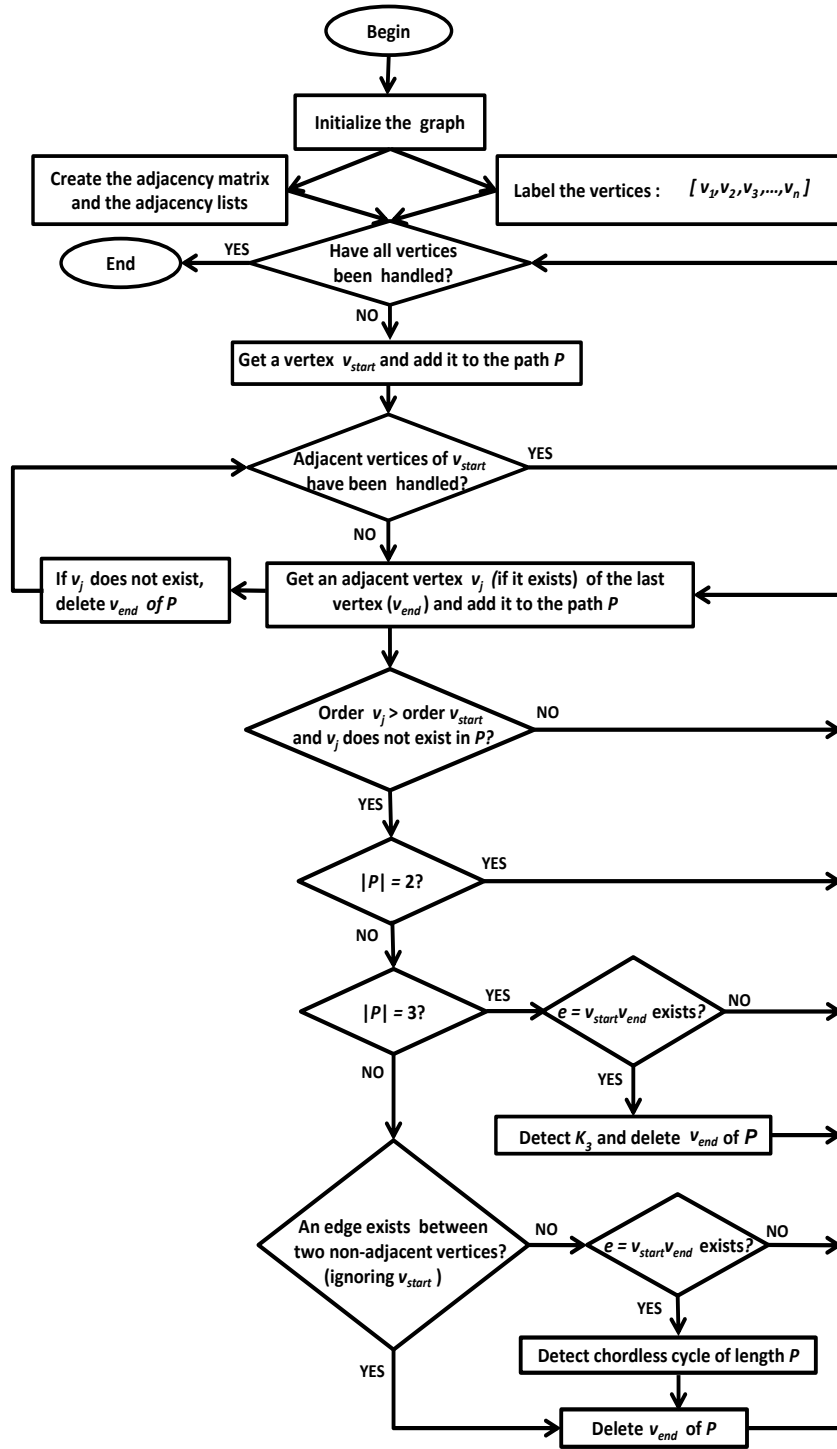 Begin
Initialize the graph
Create the adjacency matrix
and the adjacency lists
Label the vertices : [ v1,v2,v3,...,vn ]
YES
Have all vertices
been handled?
End
NO
Get a vertex vstart and add it to the path P
Adjacent vertices of vstart
have been handled?
YES
NO
If vj does not exist,
delete vend of P
Get an adjacent vertex vj (if it exists) of the last
vertex (vend) and add it to the path P
Order vj > order vstart
and vj does not exist in P?
NO
YES
|P| = 2?
YES
NO
|P| = 3?
YES
e = vstartvend exists?
NO
NO
YES
Detect K3 and delete vend of P
An edge exists between
two non-adjacent vertices?
(ignoring vstart )
NO
e = vstartvend exists?
NO
YES
YES
Detect chordless cycle of length P
Delete vend of P